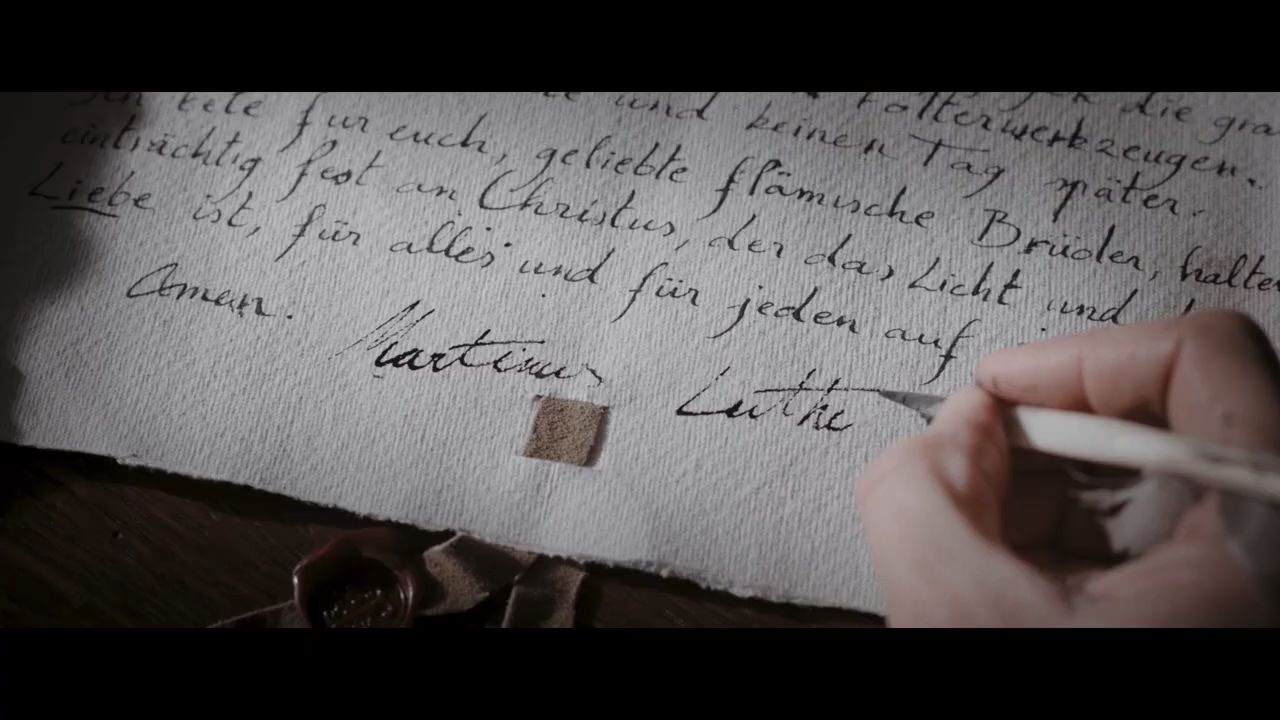 die
und keinen Folterwerkzeugen.
für euch, geliebte flämische Tag später.
einträchtig fest an Christus, der das Brüder, halte
Liebe ist, für alles und für jeden Licht und
Amen. auf
Martinus Luthe